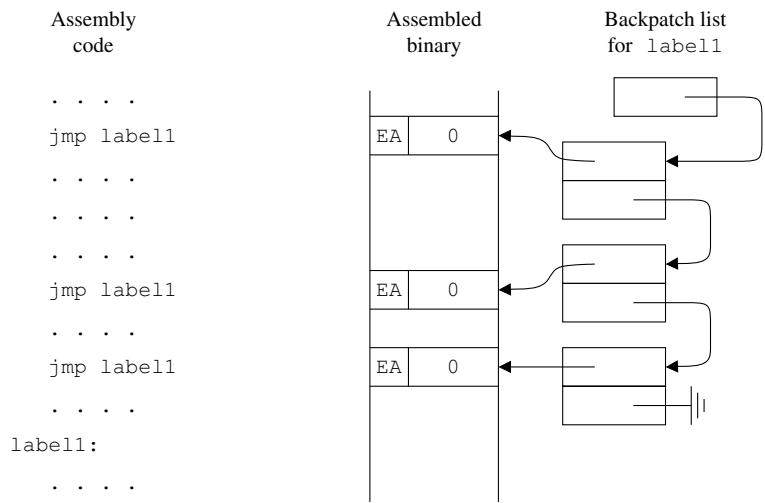 Assembly code
Assembled binary
Backpatch list for label1
. . . .
jmp label1
EA 0
. . . .
. . . .
. . . .
jmp label1
EA 0
. . . .
jmp label1
EA 0
. . . .
label1:
. . . .